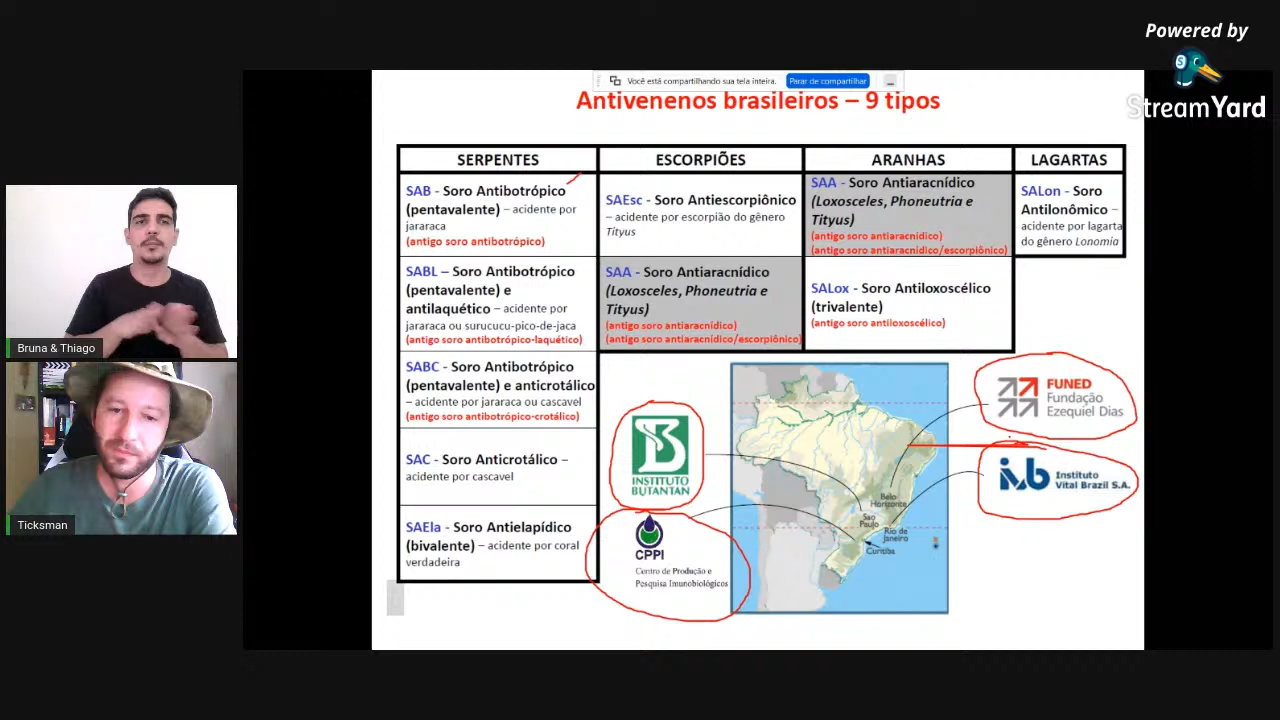 Powered by
StreamYard
Você está compartilhando sua tela inteira.
Parar de compartilhar
Antivenenos brasileiros – 9 tipos
SERPENTES
SAB - Soro Antibotrópico
(pentavalente) – acidente por
jararaca
(antigo soro antibotrópico)
SABL – Soro Antibotrópico
(pentavalente) e
antilaquético – acidente por
jararaca ou surucucu-pico-de-jaca
(antigo soro antibotrópico-laquético)
SABC - Soro Antibotrópico
(pentavalente) e anticrotálico
– acidente por jararaca ou cascavel
(antigo soro antibotrópico-crotálico)
SAC - Soro Anticrotálico –
acidente por cascavel
SAEla - Soro Antielapídico
(bivalente) – acidente por coral
verdadeira
ESCORPIÕES
SAEsc - Soro Antiescorpiônico
– acidente por escorpião do gênero
Tityus
SAA - Soro Antiaracnídico
(Loxosceles, Phoneutria e
Tityus)
(antigo soro antiaracnídico)
(antigo soro antiaracnídico/escorpiônico)
ARANHAS
SAA - Soro Antiaracnídico
(Loxosceles, Phoneutria e
Tityus)
(antigo soro antiaracnídico)
(antigo soro antiaracnídico/escorpiônico)
SALox - Soro Antiloxoscélico
(trivalente)
(antigo soro antiloxoscélico)
LAGARTAS
SALon - Soro
Antilonômico –
acidente por lagarta
do gênero Lonomia
INSTITUTO
BUTANTAN
CPPI
Centro de Produção e
Pesquisa Imunobiológicos
Belo
Horizonte
São
Paulo
Rio de
Janeiro
Curitiba
FUNED
Fundação
Ezequiel Dias
ivb
Instituto
Vital Brazil S.A.
Bruna & Thiago
Ticksman